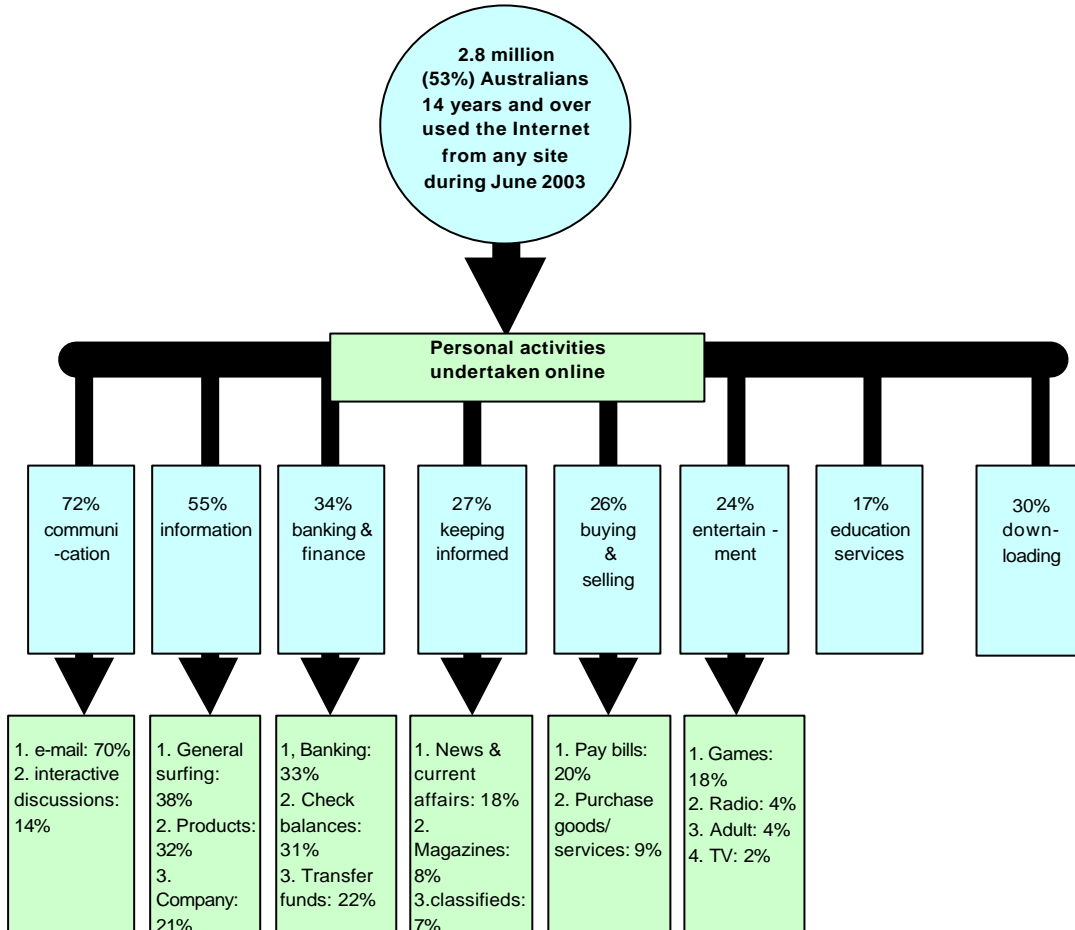 2.8 million
(53%) Australians
14 years and over
used the Internet
from any site
during June 2003
Personal activities
undertaken online
72%
communi
-cation
55%
information
34%
banking &
finance
27%
keeping
informed
26%
buying
&
selling
24%
entertain -
ment
17%
education
services
30%
down-
loading
1. e-mail: 70%
2. interactive
discussions:
14%
1. General
surfing:
38%
2. Products:
32%
3.
Company:
21%
1, Banking:
33%
2. Check
balances:
31%
3. Transfer
funds: 22%
1. News &
current
affairs: 18%
2.
Magazines:
8%
3.classifieds:
7%
1. Pay bills:
20%
2. Purchase
goods/
services: 9%
1. Games:
18%
2. Radio: 4%
3. Adult: 4%
4. TV: 2%